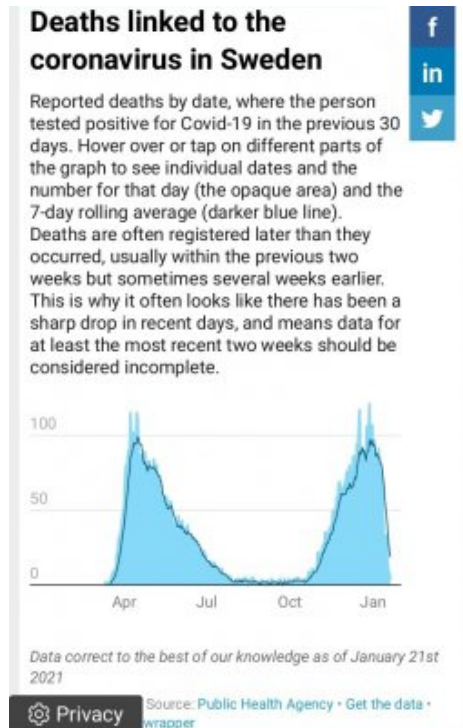 Deaths linked to the
coronavirus in Sweden
f
in
Reported deaths by date, where the person
tested positive for Covid-19 in the previous 30
days. Hover over or tap on different parts of
the graph to see individual dates and the
number for that day (the opaque area) and the
7-day rolling average (darker blue line).
Deaths are often registered later than they
occurred, usually within the previous two
weeks but sometimes several weeks earlier.
This is why it often looks like there has been a
sharp drop in recent days, and means data for
at least the most recent two weeks should be
considered incomplete.
100
50
0
Apr Jul Oct Jan
Data correct to the best of our knowledge as of January 21st
2021
Source: Public Health Agency • Get the data •
wrapper
Privacy